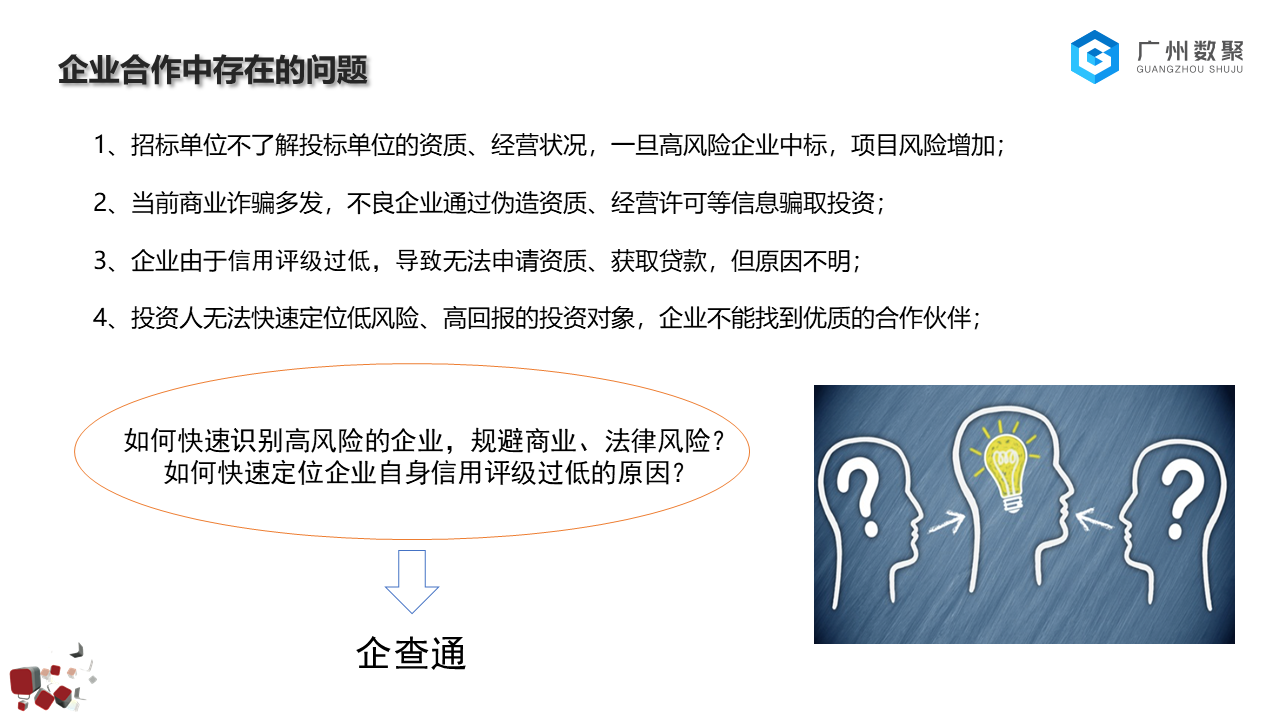 企业合作中存在的问题
广州数聚
GUANGZHOU SHUJU
1、招标单位不了解投标单位的资质、经营状况，一旦高风险企业中标，项目风险增加；
2、当前商业诈骗多发，不良企业通过伪造资质、经营许可等信息骗取投资；
3、企业由于信用评级过低，导致无法申请资质、获取贷款，但原因不明；
4、投资人无法快速定位低风险、高回报的投资对象，企业不能找到优质的合作伙伴；
如何快速识别高风险的企业，规避商业、法律风险？
如何快速定位企业自身信用评级过低的原因？
企查通